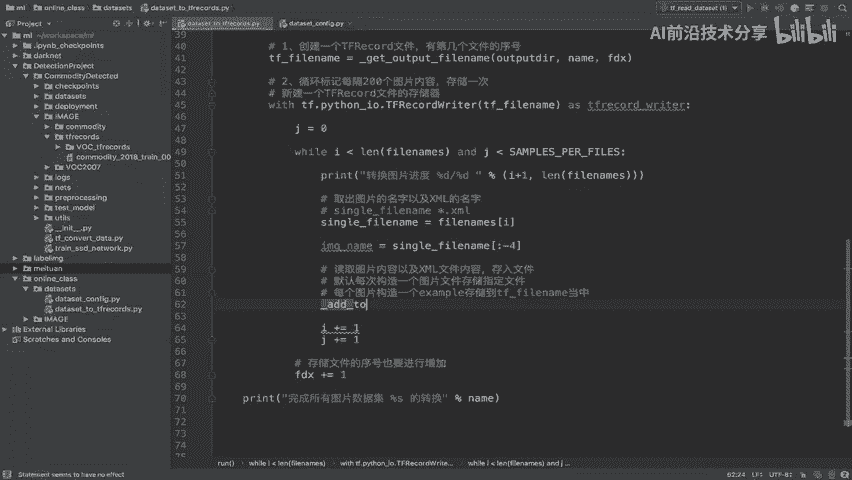 ml
online_class
datasets
dataset_to_tfrecords.py
tf_read_dataset (1)
Project
dataset_to_tfrecords.py
dataset_config.py
AI前沿技术分享 bilibili
ml ~/workspace/ml
.ipynb_checkpoints
darknet
DetectionProject
CommodityDetected
checkpoints
datasets
deployment
IMAGE
commodity
tfrecords
VOC_tfrecords
commodity_2018_train_00
VOC2007
logs
nets
preprocessing
test_model
utils
__init__.py
tf_convert_data.py
train_ssd_network.py
labelimg
meituan
online_class
datasets
dataset_config.py
dataset_to_tfrecords.py
IMAGE
External Libraries
Scratches and Consoles
39
40 # 1、创建一个TFRecord文件，有第几个文件的序号
41 tf_filename = _get_output_filename(outputdir, name, fdx)
42
43 # 2、循环标记每隔200个图片内容，存储一次
44 # 新建一个TFRecord文件的存储器
45 with tf.python_io.TFRecordWriter(tf_filename) as tfrecord_writer:
46
47 j = 0
48
49 while i < len(filenames) and j < SAMPLES_PER_FILES:
50
51 print("转换图片进度 %d/%d " % (i+1, len(filenames)))
52
53 # 取出图片的名字以及XML的名字
54 # single_filename *.xml
55 single_filename = filenames[i]
56
57 img_name = single_filename[:-4]
58
59 # 读取图片内容以及XML文件内容，存入文件
60 # 默认每次构造一个图片文件存储指定文件
61 # 每个图片构造一个example存储到tf_filename当中
62 _add_to
63
64 i += 1
65 j += 1
66
67 # 存储文件的序号也要进行增加
68 fdx += 1
69
70 print("完成所有图片数据集 %s 的转换" % name)
71
72
73
74
75
run()
while i < len(filenames)
with tf.python_io.TFRecordWrite...
while i < len(filenames) and j ...
Statement seems to have no effect
62:24 LF: UTF-8: